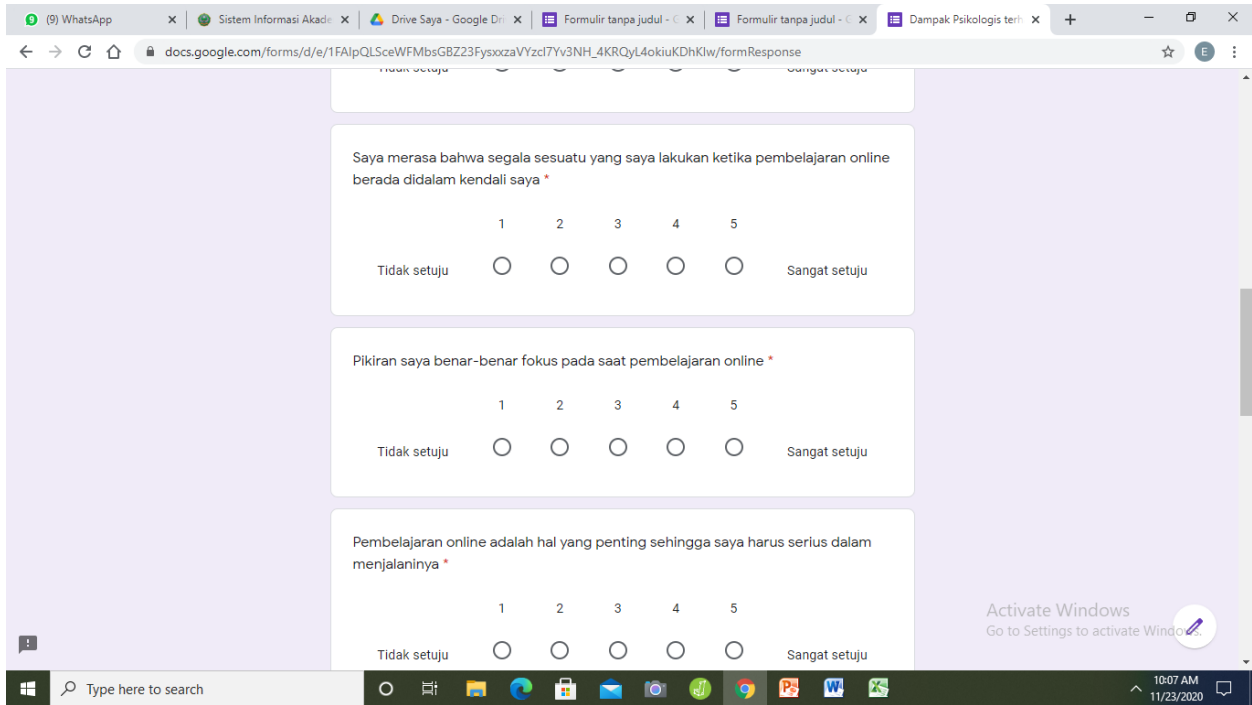 (9) WhatsApp
Sistem Informasi Akade
Drive Saya - Google Dri
Formulir tanpa judul - G
Formulir tanpa judul - G
Dampak Psikologis terh
docs.google.com/forms/d/e/1FAIpQLSceWFMbsGBZ23FysxxzaVYzcI7Yv3NH_4KRQyL4okiuKDhKIw/formResponse
E
Tidak setuju Sangat setuju
Saya merasa bahwa segala sesuatu yang saya lakukan ketika pembelajaran online
berada didalam kendali saya *
1 2 3 4 5
Tidak setuju Sangat setuju
Pikiran saya benar-benar fokus pada saat pembelajaran online *
1 2 3 4 5
Tidak setuju Sangat setuju
Pembelajaran online adalah hal yang penting sehingga saya harus serius dalam
menjalaninya *
1 2 3 4 5
Tidak setuju Sangat setuju
Activate Windows
Go to Settings to activate Windows.
Type here to search
10:07 AM
11/23/2020